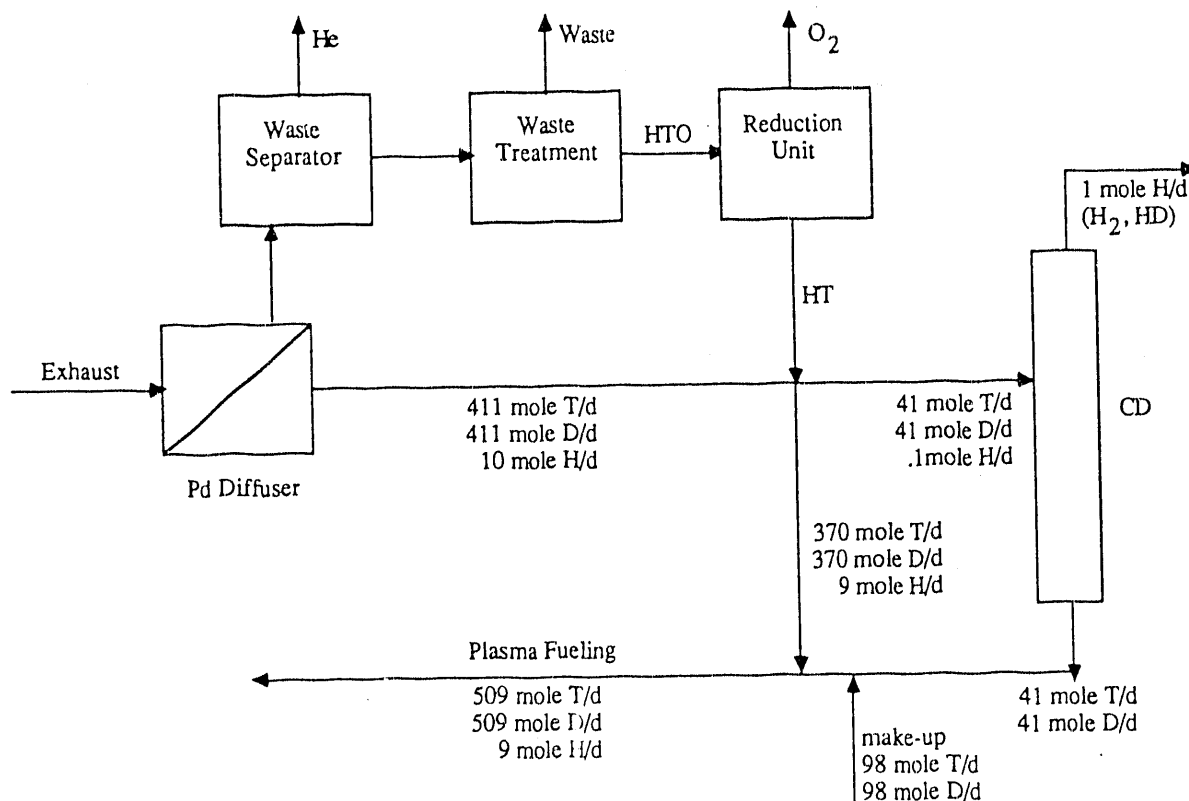 He
Waste
O2
Waste
Separator
Waste
Treatment
HTO
Reduction
Unit
1 mole H/d
(H2, HD)
HT
Exhaust
411 mole T/d
411 mole D/d
10 mole H/d
41 mole T/d
41 mole D/d
.1mole H/d
CD
Pd Diffuser
370 mole T/d
370 mole D/d
9 mole H/d
Plasma Fueling
509 mole T/d
509 mole D/d
9 mole H/d
41 mole T/d
41 mole D/d
make-up
98 mole T/d
98 mole D/d